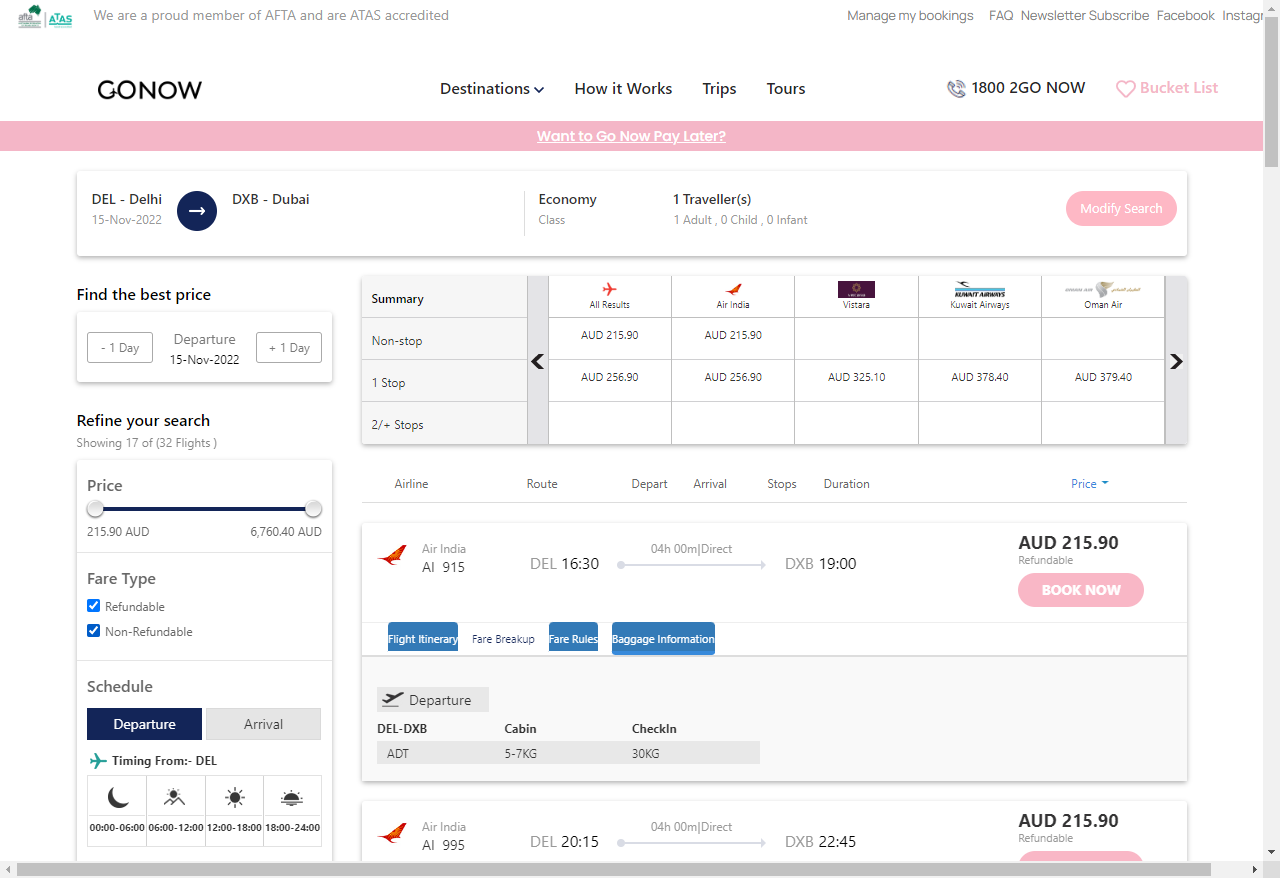 afta ATAS We are a proud member of AFTA and are ATAS accredited Manage my bookings FAQ Newsletter Subscribe Facebook Instagr
GONOW Destinations How it Works Trips Tours 1800 2GO NOW Bucket List
Want to Go Now Pay Later?
DEL - Delhi DXB - Dubai Economy 1 Traveller(s) Modify Search
15-Nov-2022 Class 1 Adult , 0 Child , 0 Infant
Find the best price
- 1 Day Departure + 1 Day
15-Nov-2022
Refine your search
Showing 17 of (32 Flights )
Price
215.90 AUD 6,760.40 AUD
Fare Type
Refundable
Non-Refundable
Schedule
Departure Arrival
Timing From:- DEL
00:00-06:00 06:00-12:00 12:00-18:00 18:00-24:00
Summary All Results Air India Vistara Kuwait Airways Oman Air
KUWAIT AIRWAYS
OMAN AIR
Non-stop AUD 215.90 AUD 215.90
1 Stop AUD 256.90 AUD 256.90 AUD 325.10 AUD 378.40 AUD 379.40
2/+ Stops
Airline Route Depart Arrival Stops Duration Price
Air India 04h 00m|Direct AUD 215.90
AI 915 DEL 16:30 DXB 19:00 Refundable
BOOK NOW
Flight Itinerary Fare Breakup Fare Rules Baggage Information
Departure
DEL-DXB Cabin CheckIn
ADT 5-7KG 30KG
Air India 04h 00m|Direct AUD 215.90
AI 995 DEL 20:15 DXB 22:45 Refundable